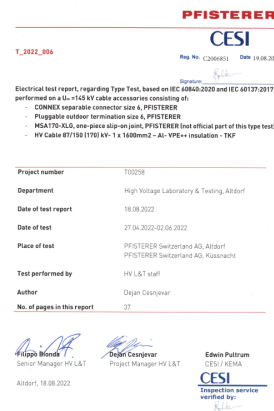 PFISTERER
CESI
T_2022_006
Reg. No. C2006851 Date 19.08.20
Signature:
Electrical test report, regarding Type Test, based on IEC 60840:2020 and IEC 60137:2017,
performed on a Um =145 kV cable accessories consisting of:
- CONNEX separable connector size 6, PFISTERER
- Pluggable outdoor termination size 6, PFISTERER
- MSA170-XLG, one-piece slip-on joint, PFISTERER (not official part of this type test)
- HV Cable 87/150 (170) kV- 1 x 1600mm2 – Al- VPE++ insulation - TKF
Project number T00258
Department High Voltage Laboratory & Testing, Altdorf
Date of test report 18.08.2022
Date of test 27.04.2022-02.06.2022
Place of test PFISTERER Switzerland AG, Altdorf
PFISTERER Switzerland AG, Küssnacht
Test performed by HV L&T staff
Author Dejan Cesnjevar
No. of pages in this report 37
Filippo Bionda Dejan Cesnjevar Edwin Pultrum
Senior Manager HV L&T Project Manager HV L&T CESI / KEMA
Altdorf, 18.08.2022
CESI
Inspection service
verified by: